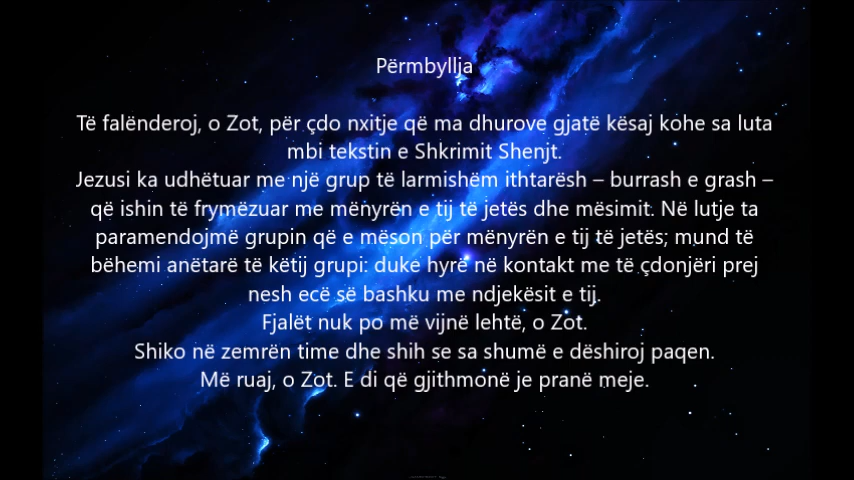 Përmbyllja
Të falënderoj, o Zot, për çdo nxitje që ma dhurove gjatë kësaj kohe sa luta
mbi tekstin e Shkrimit Shenjt.
Jezusi ka udhëtuar me një grup të larmishëm ithtarësh – burrash e grash –
që ishin të frymëzuar me mënyrën e tij të jetës dhe mësimit. Në lutje ta
paramendojmë grupin që e mëson për mënyrën e tij të jetës; mund të
bëhemi anëtarë të këtij grupi: duke hyrë në kontakt me të çdonjëri prej
nesh ecë së bashku me ndjekësit e tij.
Fjalët nuk po më vijnë lehtë, o Zot.
Shiko në zemrën time dhe shih se sa shumë e dëshiroj paqen.
Më ruaj, o Zot. E di që gjithmonë je pranë meje.